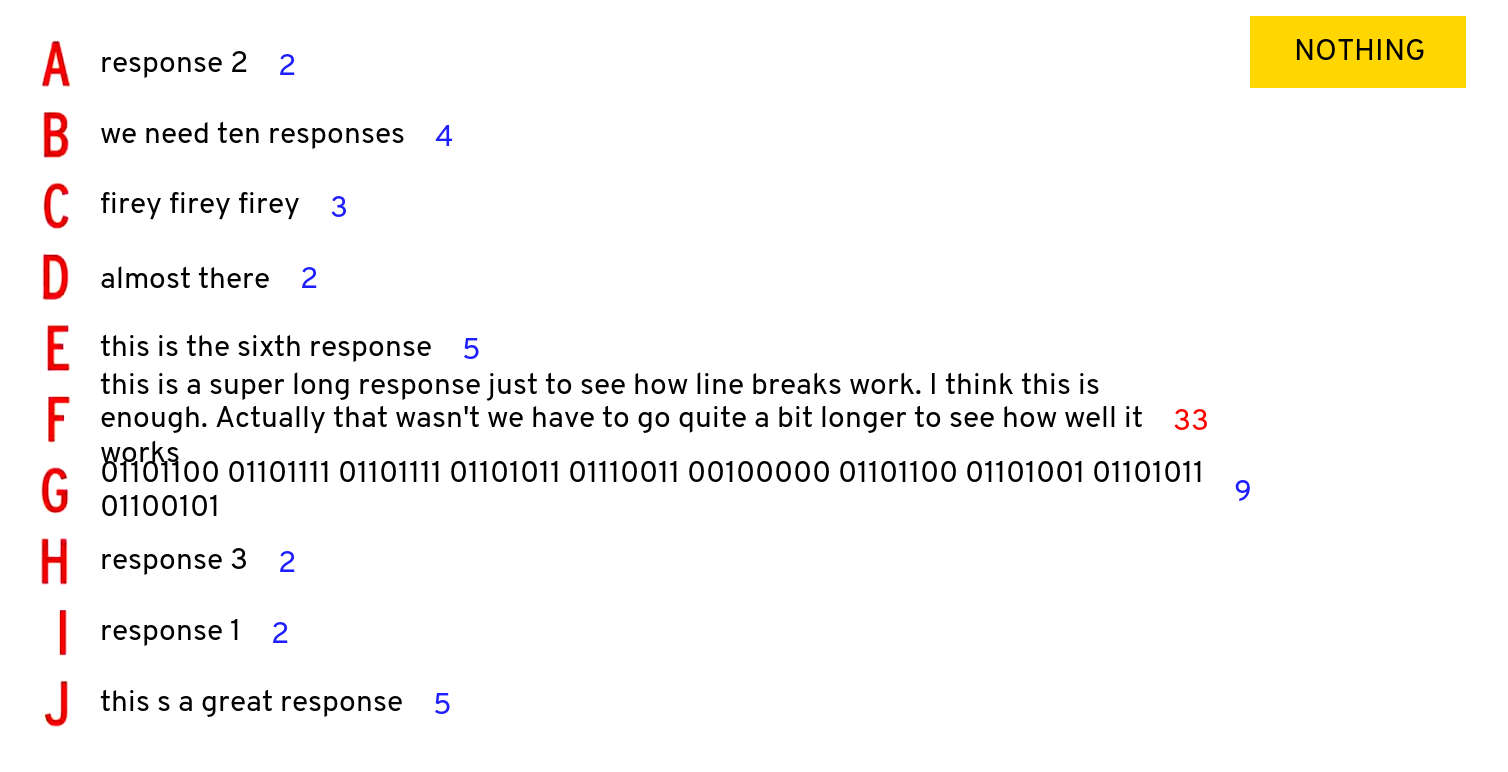 NOTHING
A response 2 2
B we need ten responses 4
C firey firey firey 3
D almost there 2
E this is the sixth response 5
F this is a super long response just to see how line breaks work. I think this is
enough. Actually that wasn't we have to go quite a bit longer to see how well it 33
works
G 01101100 01101111 01101111 01101011 01110011 00100000 01101100 01101001 01101011
01100101 9
H response 3 2
I response 1 2
J this s a great response 5